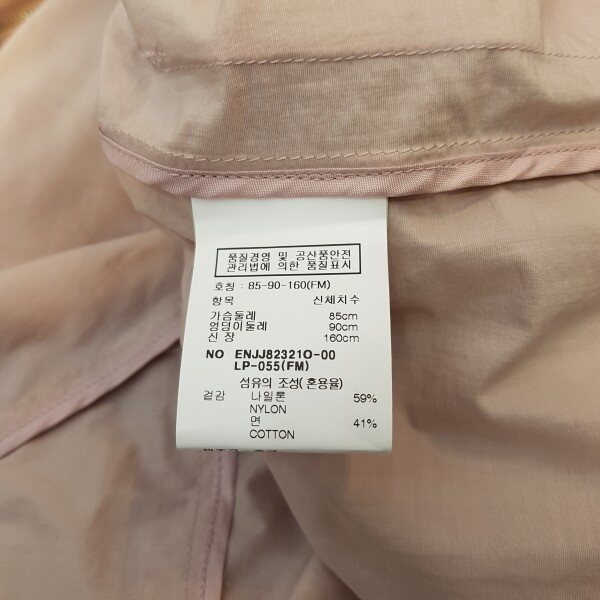 품질경영 및 공산품안전
관리법에 의한 품질표시
호칭 : 85-90-160(FM)
항목 신체치수
가슴둘레 85cm
엉덩이둘레 90cm
신 장 160cm
NO ENJJ82321O-00
LP-055(FM)
섬유의 조성(혼용율)
겉감 나일론 59%
NYLON
면 41%
COTTON